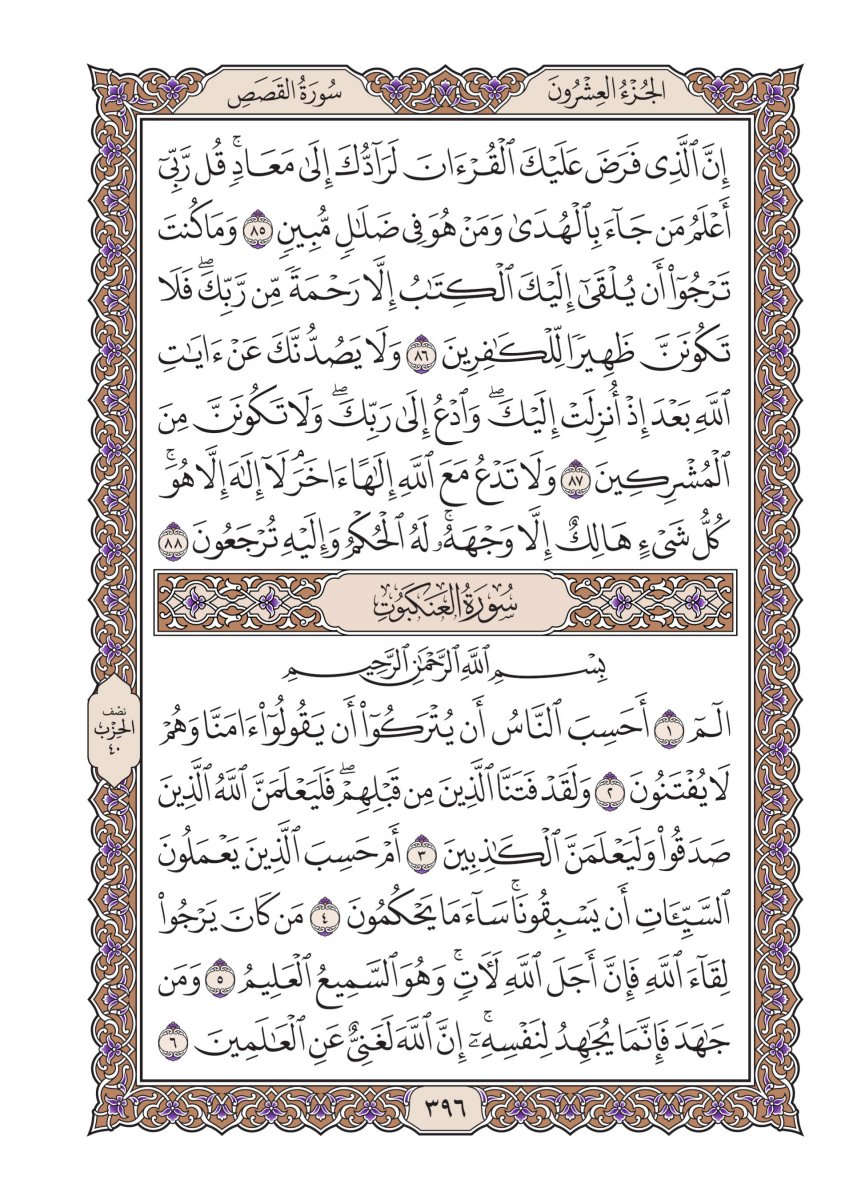 الجُزْءُ العِشْرُونَ
سُورَةُ القَصَصِ
إِنَّ ٱلَّذِى فَرَضَ عَلَيْكَ ٱلْقُرْءَانَ لَرَآدُّكَ إِلَىٰ مَعَادٍۚ قُل رَّبِّىٓ
أَعْلَمُ مَن جَآءَ بِٱلْهُدَىٰ وَمَنْ هُوَ فِى ضَلَٰلٍ مُّبِينٍ ٨٥ وَمَا كُنتَ
تَرْجُوٓا۟ أَن يُلْقَىٰٓ إِلَيْكَ ٱلْكِتَٰبُ إِلَّا رَحْمَةً مِّن رَّبِّكَۖ فَلَا
تَكُونَنَّ ظَهِيرًا لِّلْكَٰفِرِينَ ٨٦ وَلَا يَصُدُّنَّكَ عَنْ ءَايَٰتِ
ٱللَّهِ بَعْدَ إِذْ أُنزِلَتْ إِلَيْكَۖ وَٱدْعُ إِلَىٰ رَبِّكَۖ وَلَا تَكُونَنَّ مِنَ
ٱلْمُشْرِكِينَ ٨٧ وَلَا تَدْعُ مَعَ ٱللَّهِ إِلَٰهًا ءَاخَرَۘ لَآ إِلَٰهَ إِلَّا هُوَۚ
كُلُّ شَىْءٍ هَالِكٌ إِلَّا وَجْهَهُۥۚ لَهُ ٱلْحُكْمُ وَإِلَيْهِ تُرْجَعُونَ ٨٨
سُورَةُ العَنكَبُوتِ
بِسْمِ ٱللَّهِ ٱلرَّحْمَٰنِ ٱلرَّحِيمِ
الٓمٓ ١ أَحَسِبَ ٱلنَّاسُ أَن يُتْرَكُوٓا۟ أَن يَقُولُوٓا۟ ءَامَنَّا وَهُمْ
لَا يُفْتَنُونَ ٢ وَلَقَدْ فَتَنَّا ٱلَّذِينَ مِن قَبْلِهِمْۖ فَلَيَعْلَمَنَّ ٱللَّهُ ٱلَّذِينَ
صَدَقُوا۟ وَلَيَعْلَمَنَّ ٱلْكَٰذِبِينَ ٣ أَمْ حَسِبَ ٱلَّذِينَ يَعْمَلُونَ
ٱلسَّيِّـَٔاتِ أَن يَسْبِقُونَاۚ سَآءَ مَا يَحْكُمُونَ ٤ مَن كَانَ يَرْجُوا۟
لِقَآءَ ٱللَّهِ فَإِنَّ أَجَلَ ٱللَّهِ لَـَٔاتٍۚ وَهُوَ ٱلسَّمِيعُ ٱلْعَلِيمُ ٥ وَمَن
جَٰهَدَ فَإِنَّمَا يُجَٰهِدُ لِنَفْسِهِۦٓۚ إِنَّ ٱللَّهَ لَغَنِىٌّ عَنِ ٱلْعَٰلَمِينَ ٦
نصف
الحِزْب
٤٠
٣٩٦